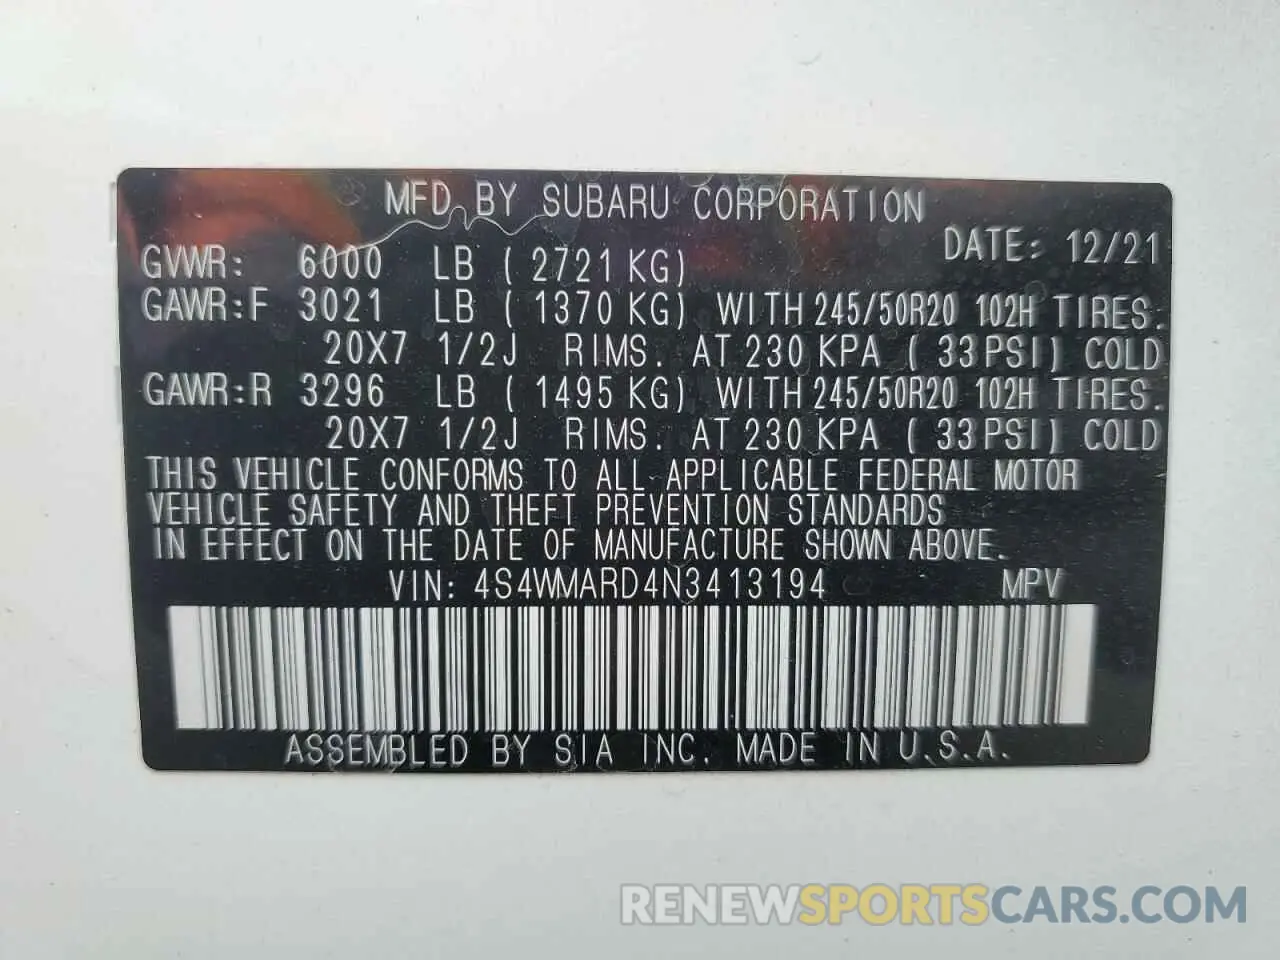 MFD BY SUBARU CORPORATION
DATE: 12/21
GVWR: 6000 LB ( 2721 KG)
GAWR:F 3021 LB ( 1370 KG) WITH 245/50R20 102H TIRES.
20X7 1/2J RIMS. AT 230 KPA ( 33 PSI) COLD
GAWR:R 3296 LB ( 1495 KG) WITH 245/50R20 102H TIRES.
20X7 1/2J RIMS. AT 230 KPA ( 33 PSI) COLD
THIS VEHICLE CONFORMS TO ALL APPLICABLE FEDERAL MOTOR
VEHICLE SAFETY AND THEFT PREVENTION STANDARDS
IN EFFECT ON THE DATE OF MANUFACTURE SHOWN ABOVE.
VIN: 4S4WMARD4N3413194 MPV
ASSEMBLED BY SIA INC. MADE IN U.S.A.
RENEWSPORTSCARS.COM